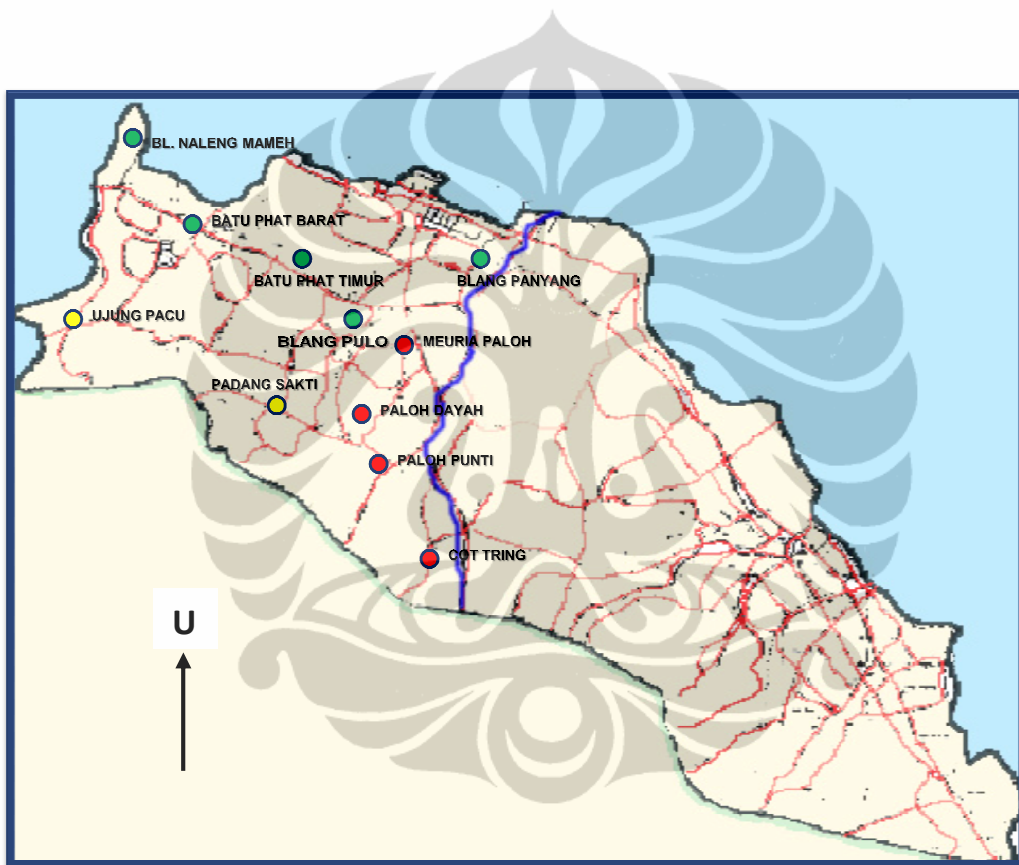 BL. NALENG MAMEH
BATU PHAT BARAT
BATU PHAT TIMUR
BLANG PANYANG
UJUNG PACU
BLANG PULO
MEURIA PALOH
PADANG SAKTI
PALOH DAYAH
PALOH PUNTI
COT TRING
U